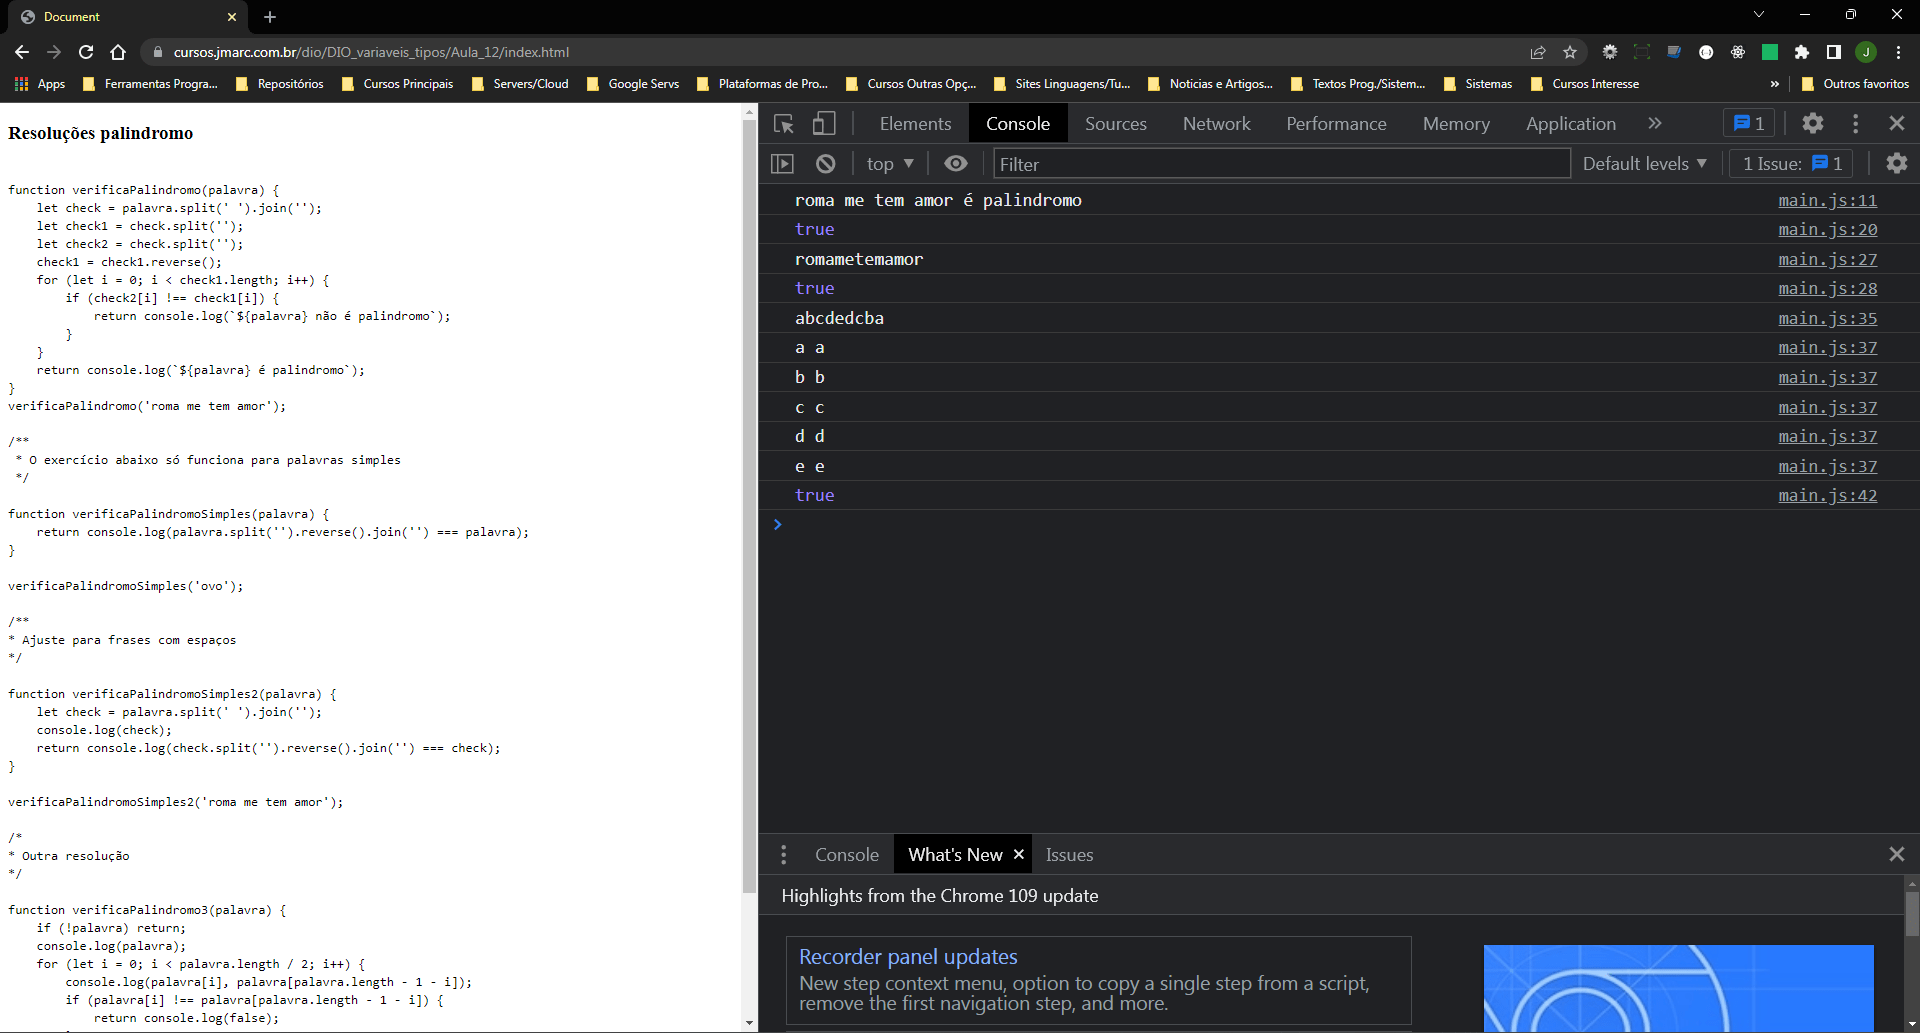 Document
cursos.jmarc.com.br/dio/DIO_variaveis_tipos/Aula_12/index.html
J
Apps Ferramentas Progra... Repositórios Cursos Principais Servers/Cloud Google Servs Plataformas de Pro... Cursos Outras Opç... Sites Linguagens/Tu... Noticias e Artigos... Textos Prog./Sistem... Sistemas Cursos Interesse » Outros favoritos
Resoluções palindromo
function verificaPalindromo(palavra) {
    let check = palavra.split(' ').join('');
    let check1 = check.split('');
    let check2 = check.split('');
    check1 = check1.reverse();
    for (let i = 0; i < check1.length; i++) {
        if (check2[i] !== check1[i]) {
            return console.log(`${palavra} não é palindromo`);
        }
    }
    return console.log(`${palavra} é palindromo`);
}
verificaPalindromo('roma me tem amor');
/**
 * O exercício abaixo só funciona para palavras simples
 */
function verificaPalindromoSimples(palavra) {
    return console.log(palavra.split('').reverse().join('') === palavra);
}
verificaPalindromoSimples('ovo');
/**
* Ajuste para frases com espaços
*/
function verificaPalindromoSimples2(palavra) {
    let check = palavra.split(' ').join('');
    console.log(check);
    return console.log(check.split('').reverse().join('') === check);
}
verificaPalindromoSimples2('roma me tem amor');
/*
* Outra resolução
*/
function verificaPalindromo3(palavra) {
    if (!palavra) return;
    console.log(palavra);
    for (let i = 0; i < palavra.length / 2; i++) {
        console.log(palavra[i], palavra[palavra.length - 1 - i]);
        if (palavra[i] !== palavra[palavra.length - 1 - i]) {
            return console.log(false);
Elements Console Sources Network Performance Memory Application » 1
top Filter Default levels 1 Issue: 1
roma me tem amor é palindromo main.js:11
true main.js:20
romametemamor main.js:27
true main.js:28
abcdedcba main.js:35
a a main.js:37
b b main.js:37
c c main.js:37
d d main.js:37
e e main.js:37
true main.js:42
>
Console What's New Issues
Highlights from the Chrome 109 update
Recorder panel updates
New step context menu, option to copy a single step from a script,
remove the first navigation step, and more.